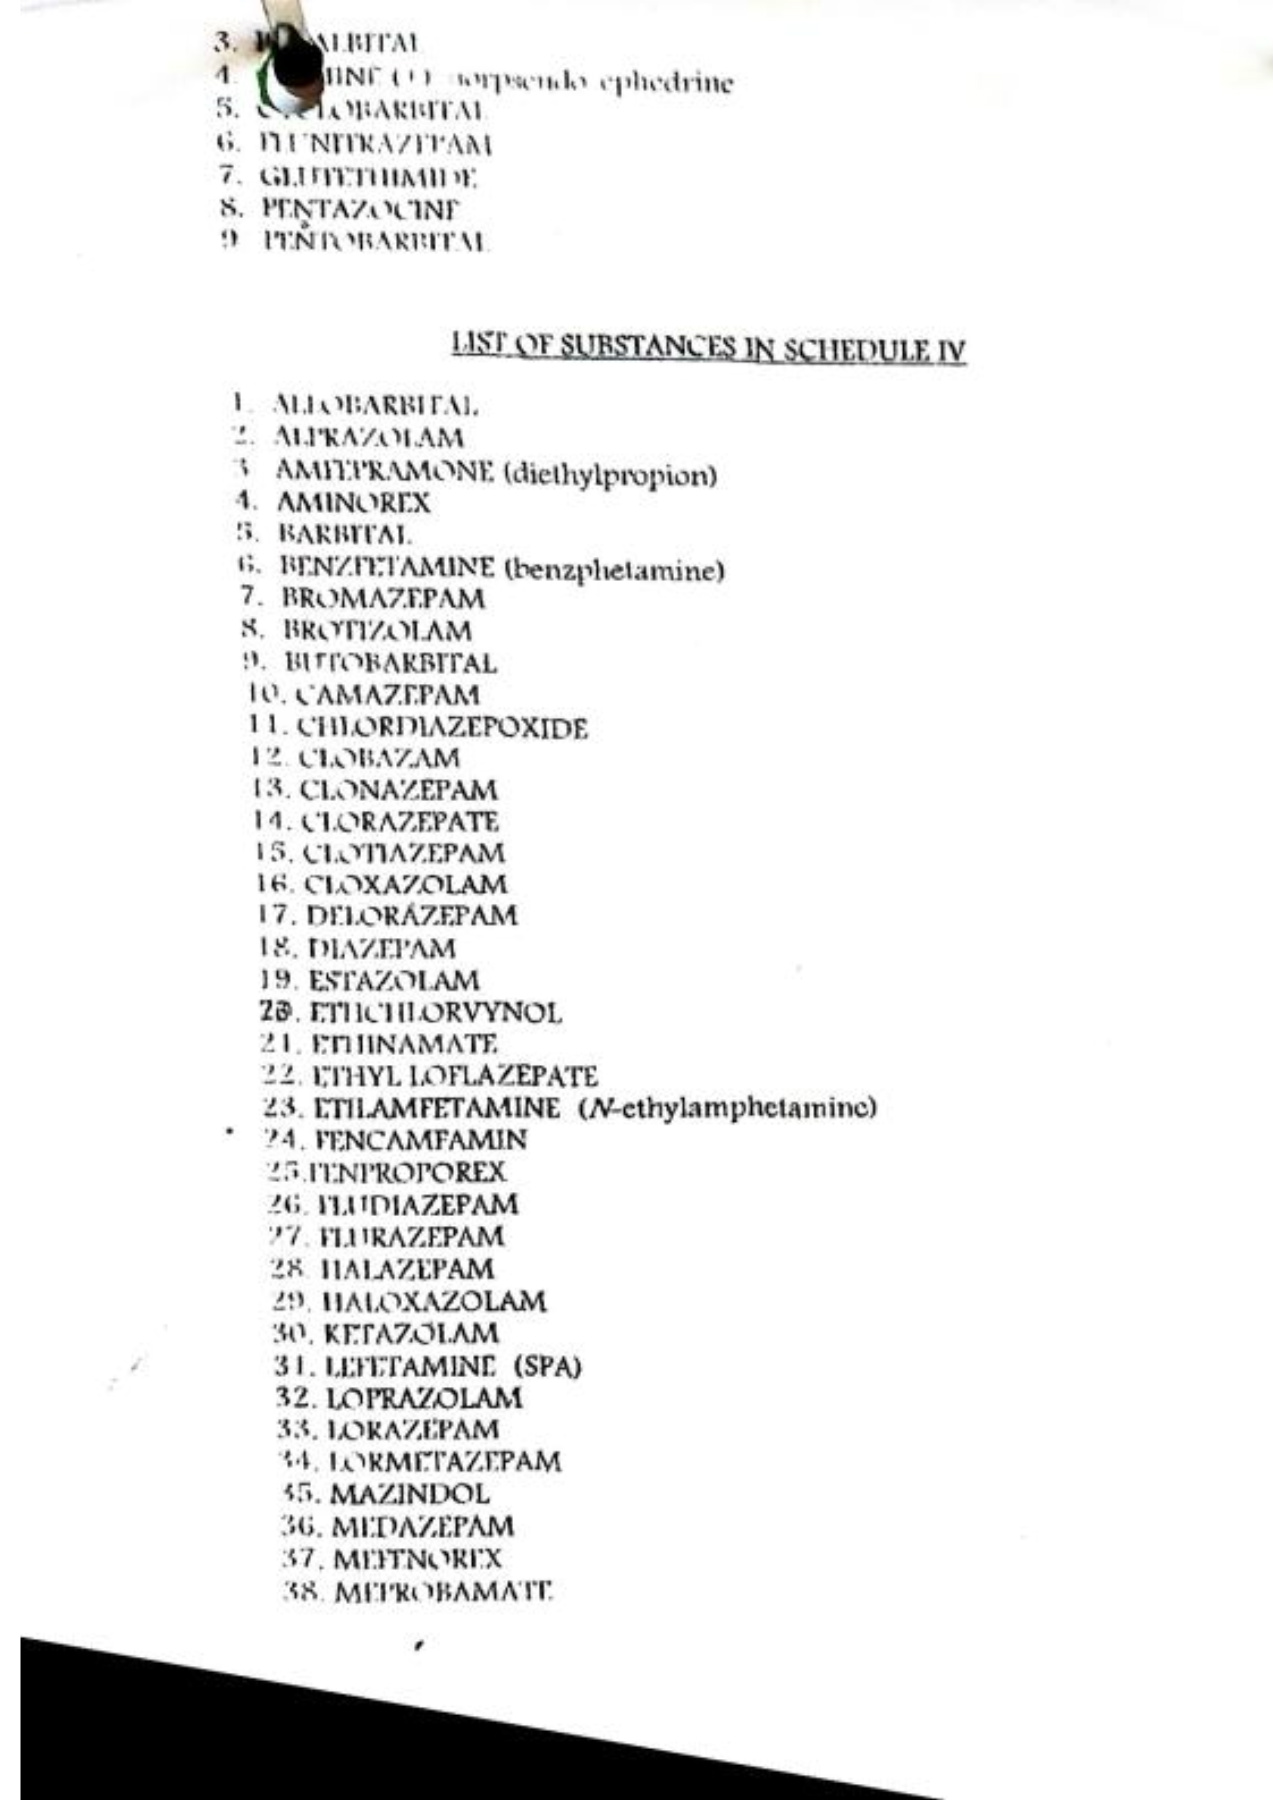 3. ALBITAL
4. MINE (+) norpseudo ephedrine
5. LOBARBITAL
6. FLUNITRAZEPAM
7. GLUTETHIMIDE
8. PENTAZOCINE
9 PENTOBARBITAL
LIST OF SUBSTANCES IN SCHEDULE IV
1. ALLOBARBITAL
2. ALPRAZOLAM
3 AMFEPRAMONE (diethylpropion)
4. AMINOREX
5. BARBITAL
6. BENZFETAMINE (benzphetamine)
7. BROMAZEPAM
8. BROTIZOLAM
9. BUTOBARBITAL
10. CAMAZEPAM
11. CHLORDIAZEPOXIDE
12. CLOBAZAM
13. CLONAZEPAM
14. CLORAZEPATE
15. CLOTIAZEPAM
16. CLOXAZOLAM
17. DELORAZEPAM
18. DIAZEPAM
19. ESTAZOLAM
20. ETHCHLORVYNOL
21. ETHINAMATE
22. ETHYL LOFLAZEPATE
23. ETILAMFETAMINE (N-ethylamphetamine)
24. FENCAMFAMIN
25.FENPROPOREX
26. FLUDIAZEPAM
27. FLURAZEPAM
28. HALAZEPAM
29. HALOXAZOLAM
30. KETAZOLAM
31. LEFETAMINE (SPA)
32. LOPRAZOLAM
33. LORAZEPAM
34. LORMETAZEPAM
35. MAZINDOL
36. MEDAZEPAM
37. MEFENOREX
38. MEPROBAMATE